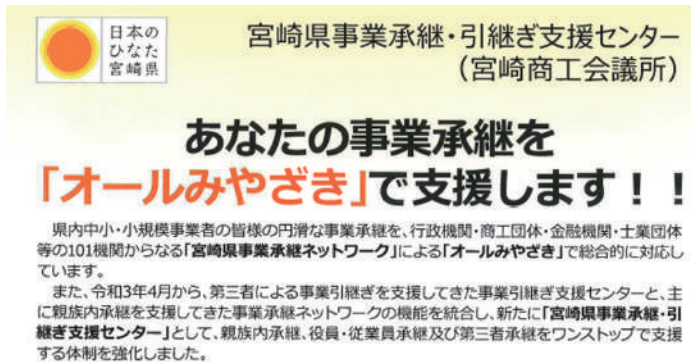 日本の
ひなた
宮崎県
宮崎県事業承継・引継ぎ支援センター
（宮崎商工会議所）
あなたの事業承継を
「オールみやざき」で支援します！！
県内中小・小規模事業者の皆様の円滑な事業承継を、行政機関・商工団体・金融機関・士業団体
等の101機関からなる「宮崎県事業承継ネットワーク」による「オールみやざき」で総合的に対応し
ています。
また、令和3年4月から、第三者による事業引継ぎを支援してきた事業引継ぎ支援センターと、主
に親族内承継を支援してきた事業承継ネットワークの機能を統合し、新たに「宮崎県事業承継・引
継ぎ支援センター」として、親族内承継、役員・従業員承継及び第三者承継をワンストップで支援
する体制を強化しました。